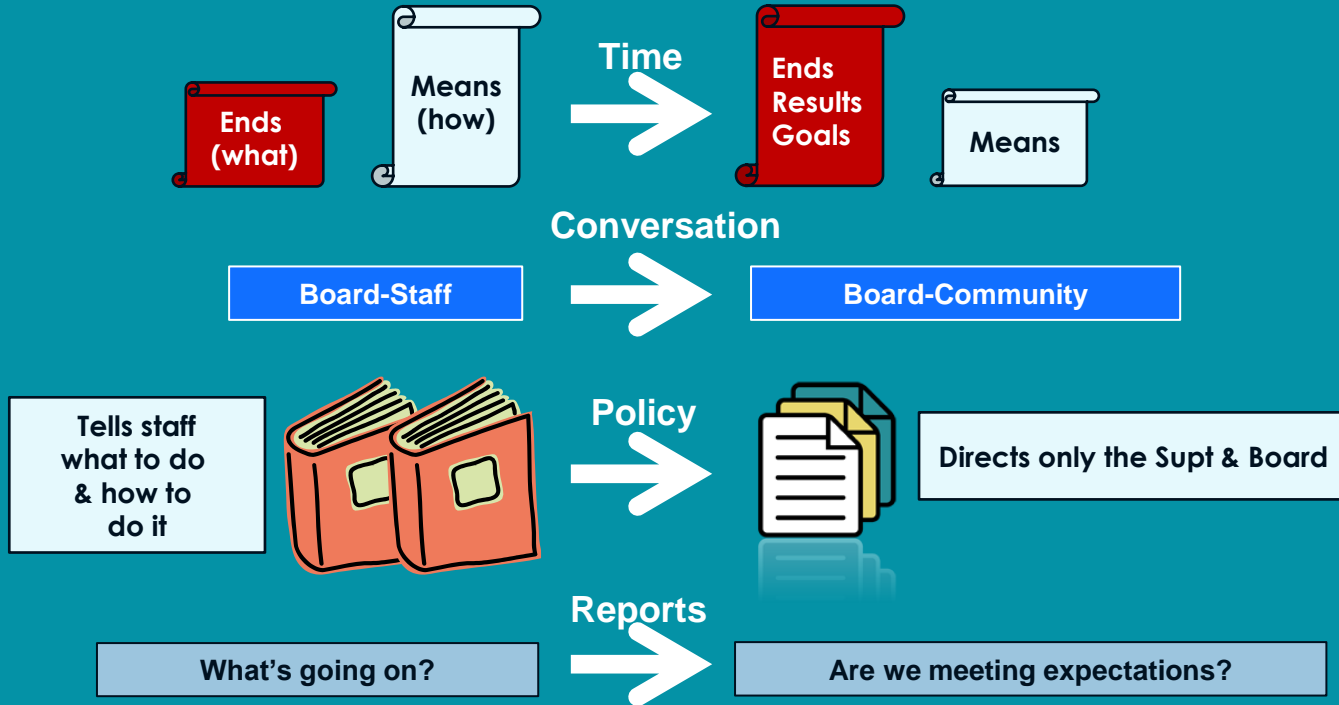 Time
Ends
(what)
Means
(how)
Ends
Results
Goals
Means
Conversation
Board-Staff
Board-Community
Policy
Tells staff
what to do
& how to
do it
Directs only the Supt & Board
Reports
What’s going on?
Are we meeting expectations?